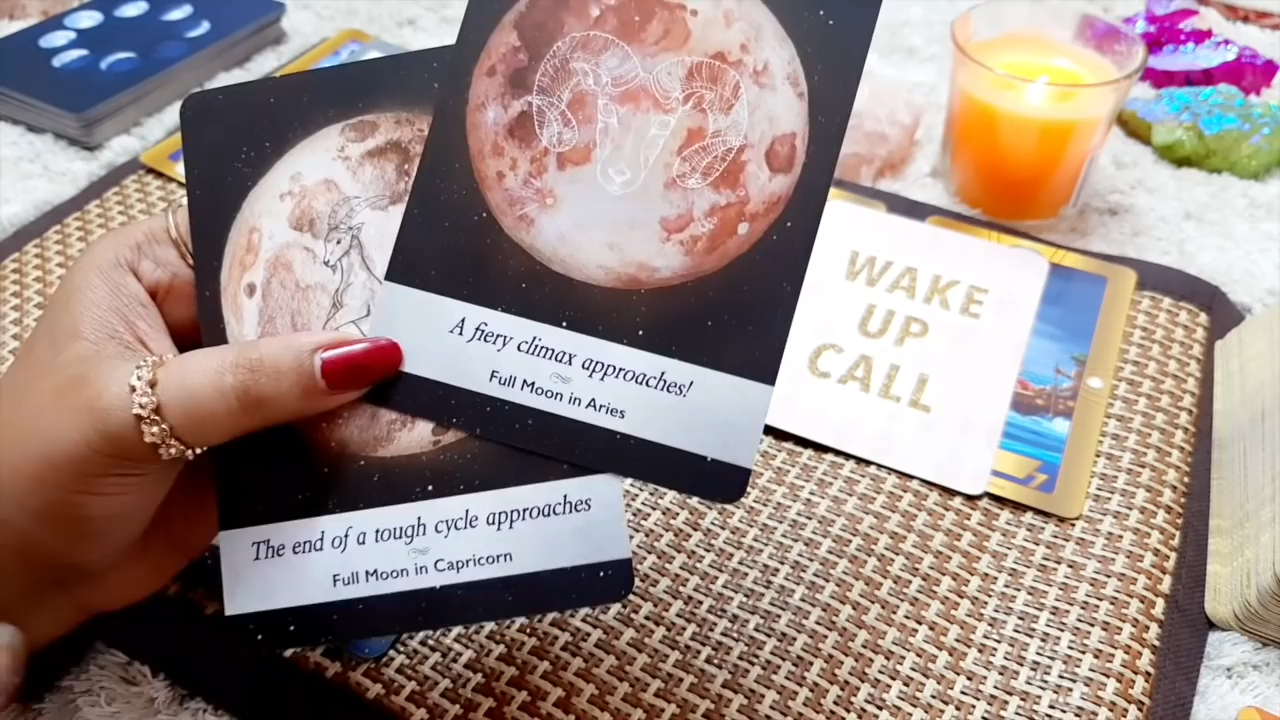 A fiery climax approaches!
Full Moon in Aries
The end of a tough cycle approaches
Full Moon in Capricorn
WAKE
UP
CALL